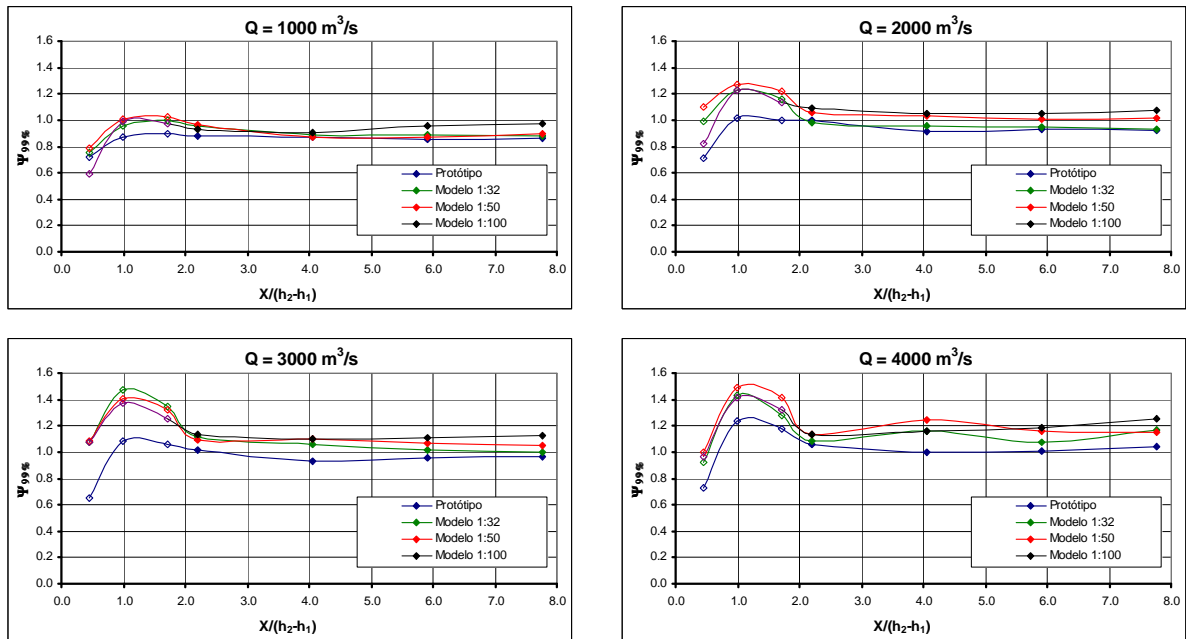 Q = 1000 m³/s
1.6
1.4
1.2
1.0
0.8
0.6
0.4
0.2
0.0
Ψ99%
Protótipo
Modelo 1:32
Modelo 1:50
Modelo 1:100
0.0 1.0 2.0 3.0 4.0 5.0 6.0 7.0 8.0
X/(h₂-h₁)
Q = 2000 m³/s
1.6
1.4
1.2
1.0
0.8
0.6
0.4
0.2
0.0
Ψ99%
Protótipo
Modelo 1:32
Modelo 1:50
Modelo 1:100
0.0 1.0 2.0 3.0 4.0 5.0 6.0 7.0 8.0
X/(h₂-h₁)
Q = 3000 m³/s
1.6
1.4
1.2
1.0
0.8
0.6
0.4
0.2
0.0
Ψ99%
Protótipo
Modelo 1:32
Modelo 1:50
Modelo 1:100
0.0 1.0 2.0 3.0 4.0 5.0 6.0 7.0 8.0
X/(h₂-h₁)
Q = 4000 m³/s
1.6
1.4
1.2
1.0
0.8
0.6
0.4
0.2
0.0
Ψ99%
Protótipo
Modelo 1:32
Modelo 1:50
Modelo 1:100
0.0 1.0 2.0 3.0 4.0 5.0 6.0 7.0 8.0
X/(h₂-h₁)